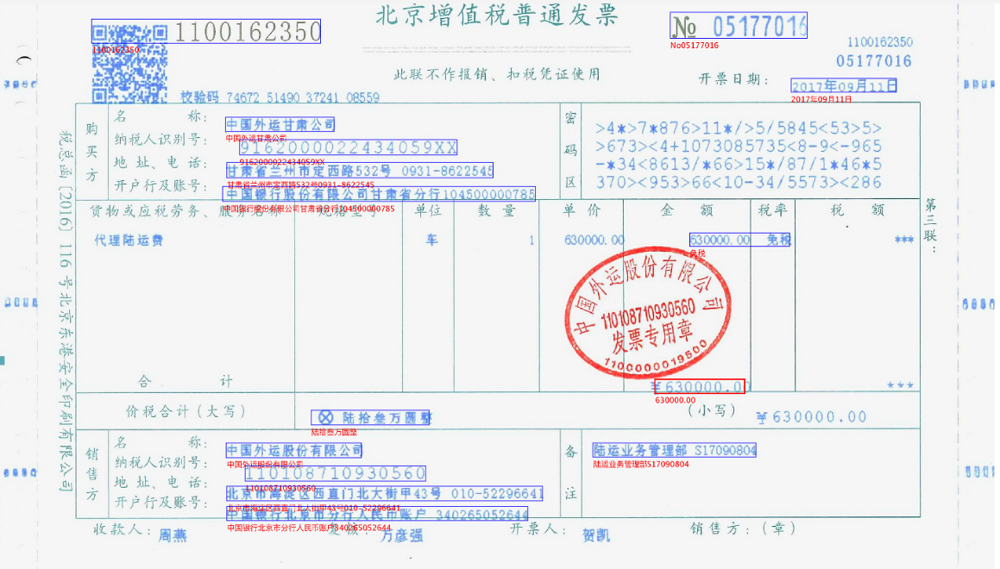 北京增值税普通发票
1100162350
1100162350
No 05177016
No05177016
1100162350
05177016
此联不作报销、扣税凭证使用
开票日期:
2017年09月11日
2017年09月11日
校验码 74672 51490 37241 08559
税总函〔2016〕116号北京东港安全印刷有限公司
购买方
名 称:
中国外运甘肃公司
中国外运甘肃公司
纳税人识别号:
9162000022434059XX
9162000022434059XX
地址、电话:
甘肃省兰州市定西路532号 0931-8622545
甘肃省兰州市定西路532号0931-8622545
开户行及账号:
中国银行股份有限公司甘肃省分行104500000785
中国银行股份有限公司甘肃省分行104500000785
密码区
>4*>7*876>11*/>5/5845<53>5>
>673><4+1073085735<8-9<-965
-*34<8613/*66>15*/87/1*46*5
370><953>66<10-34/5573><286
货物或应税劳务、服务名称 规格型号 单位 数量 单价 金额 税率 税额
代理陆运费 车 1 630000.00 630000.00 免税 ***
免税
第三联:
中国外运股份有限公司
110108710930560
发票专用章
1100000019500
合 计 ¥630000.00 ***
630000.00
价税合计(大写) ⊗ 陆拾叁万圆整 (小写) ¥630000.00
陆拾叁万圆整
销售方
名 称:
中国外运股份有限公司
中国外运股份有限公司
纳税人识别号:
110108710930560
110108710930560
地址、电话:
北京市海淀区西直门北大街甲43号 010-52296641
北京市海淀区西直门北大街甲43号010-52296641
开户行及账号:
中国银行北京市分行人民币账户 340265052644
中国银行北京市分行人民币账户340265052644
备注
陆运业务管理部 S17090804
陆运业务管理部S17090804
收款人: 周燕 复核: 万彦强 开票人: 贺凯 销售方:(章)